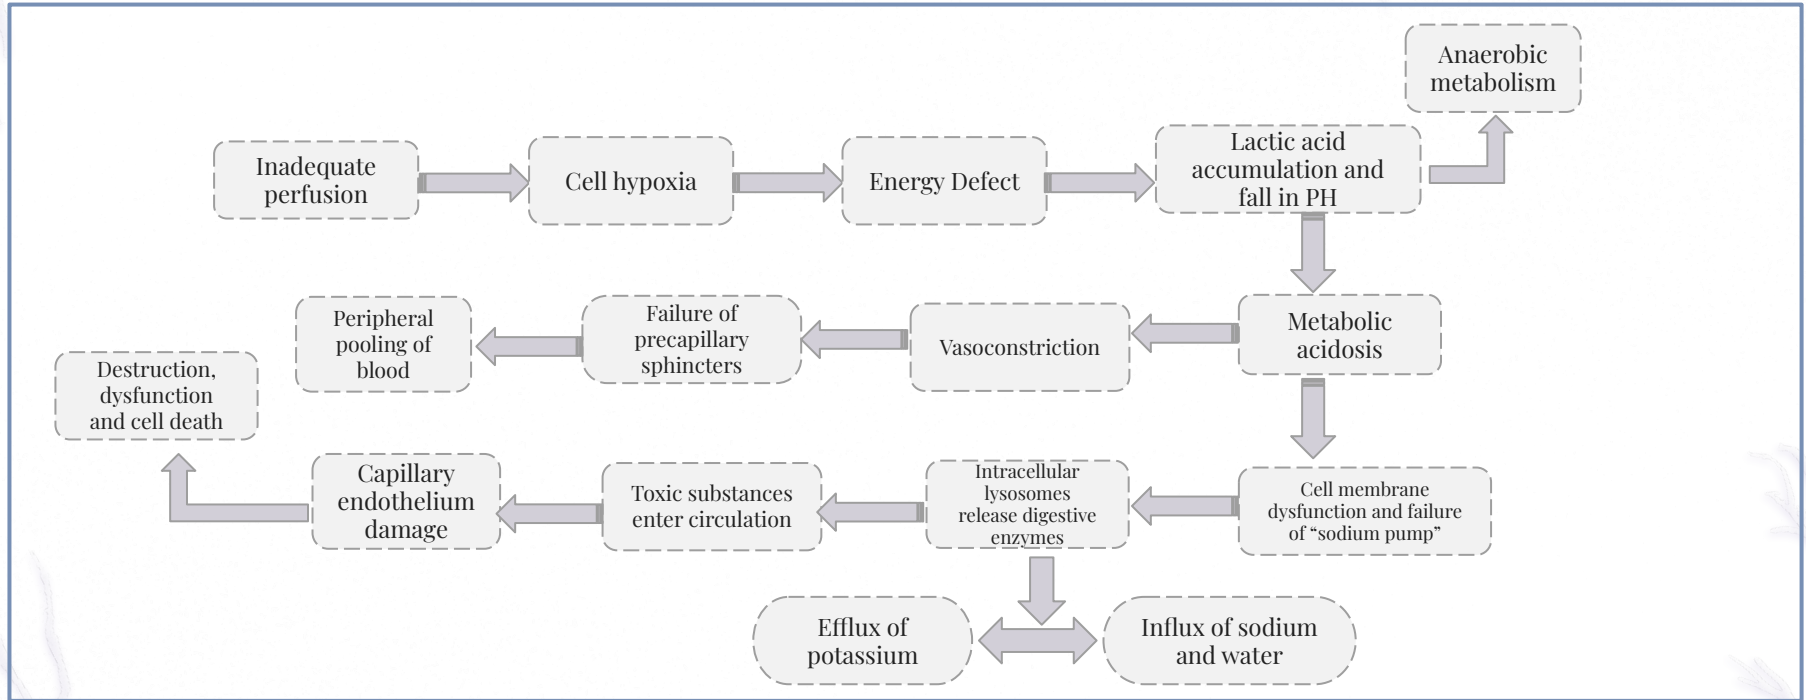 Anaerobic
metabolism
Inadequate
perfusion
Cell hypoxia
Energy Defect
Lactic acid
accumulation and
fall in PH
Metabolic
acidosis
Vasoconstriction
Failure of
precapillary
sphincters
Peripheral
pooling of
blood
Cell membrane
dysfunction and failure
of “sodium pump”
Intracellular
lysosomes
release digestive
enzymes
Toxic substances
enter circulation
Capillary
endothelium
damage
Destruction,
dysfunction
and cell death
Efflux of
potassium
Influx of sodium
and water